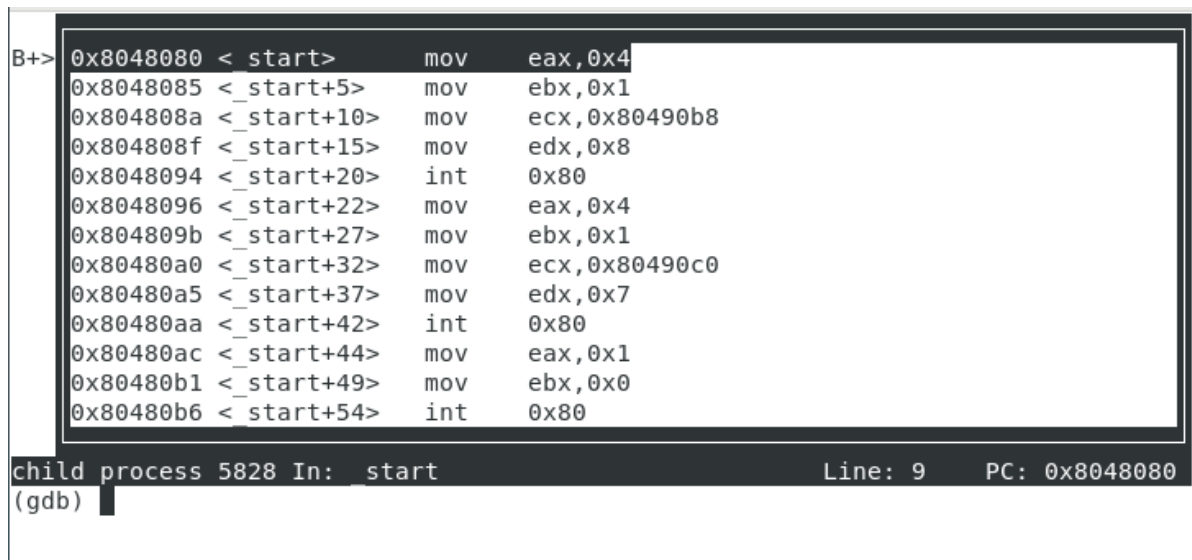 B+> 0x8048080 <_start> mov eax,0x4
0x8048085 <_start+5> mov ebx,0x1
0x804808a <_start+10> mov ecx,0x80490b8
0x804808f <_start+15> mov edx,0x8
0x8048094 <_start+20> int 0x80
0x8048096 <_start+22> mov eax,0x4
0x804809b <_start+27> mov ebx,0x1
0x80480a0 <_start+32> mov ecx,0x80490c0
0x80480a5 <_start+37> mov edx,0x7
0x80480aa <_start+42> int 0x80
0x80480ac <_start+44> mov eax,0x1
0x80480b1 <_start+49> mov ebx,0x0
0x80480b6 <_start+54> int 0x80
child process 5828 In: _start Line: 9 PC: 0x8048080
(gdb)